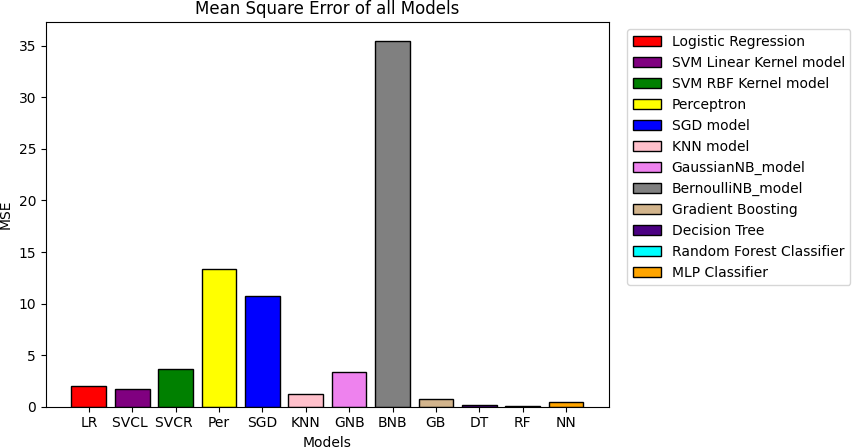 Mean Square Error of all Models
35
30
25
20
15
10
5
0
MSE
LR SVCL SVCR Per SGD KNN GNB BNB GB DT RF NN
Models
Logistic Regression
SVM Linear Kernel model
SVM RBF Kernel model
Perceptron
SGD model
KNN model
GaussianNB_model
BernoulliNB_model
Gradient Boosting
Decision Tree
Random Forest Classifier
MLP Classifier